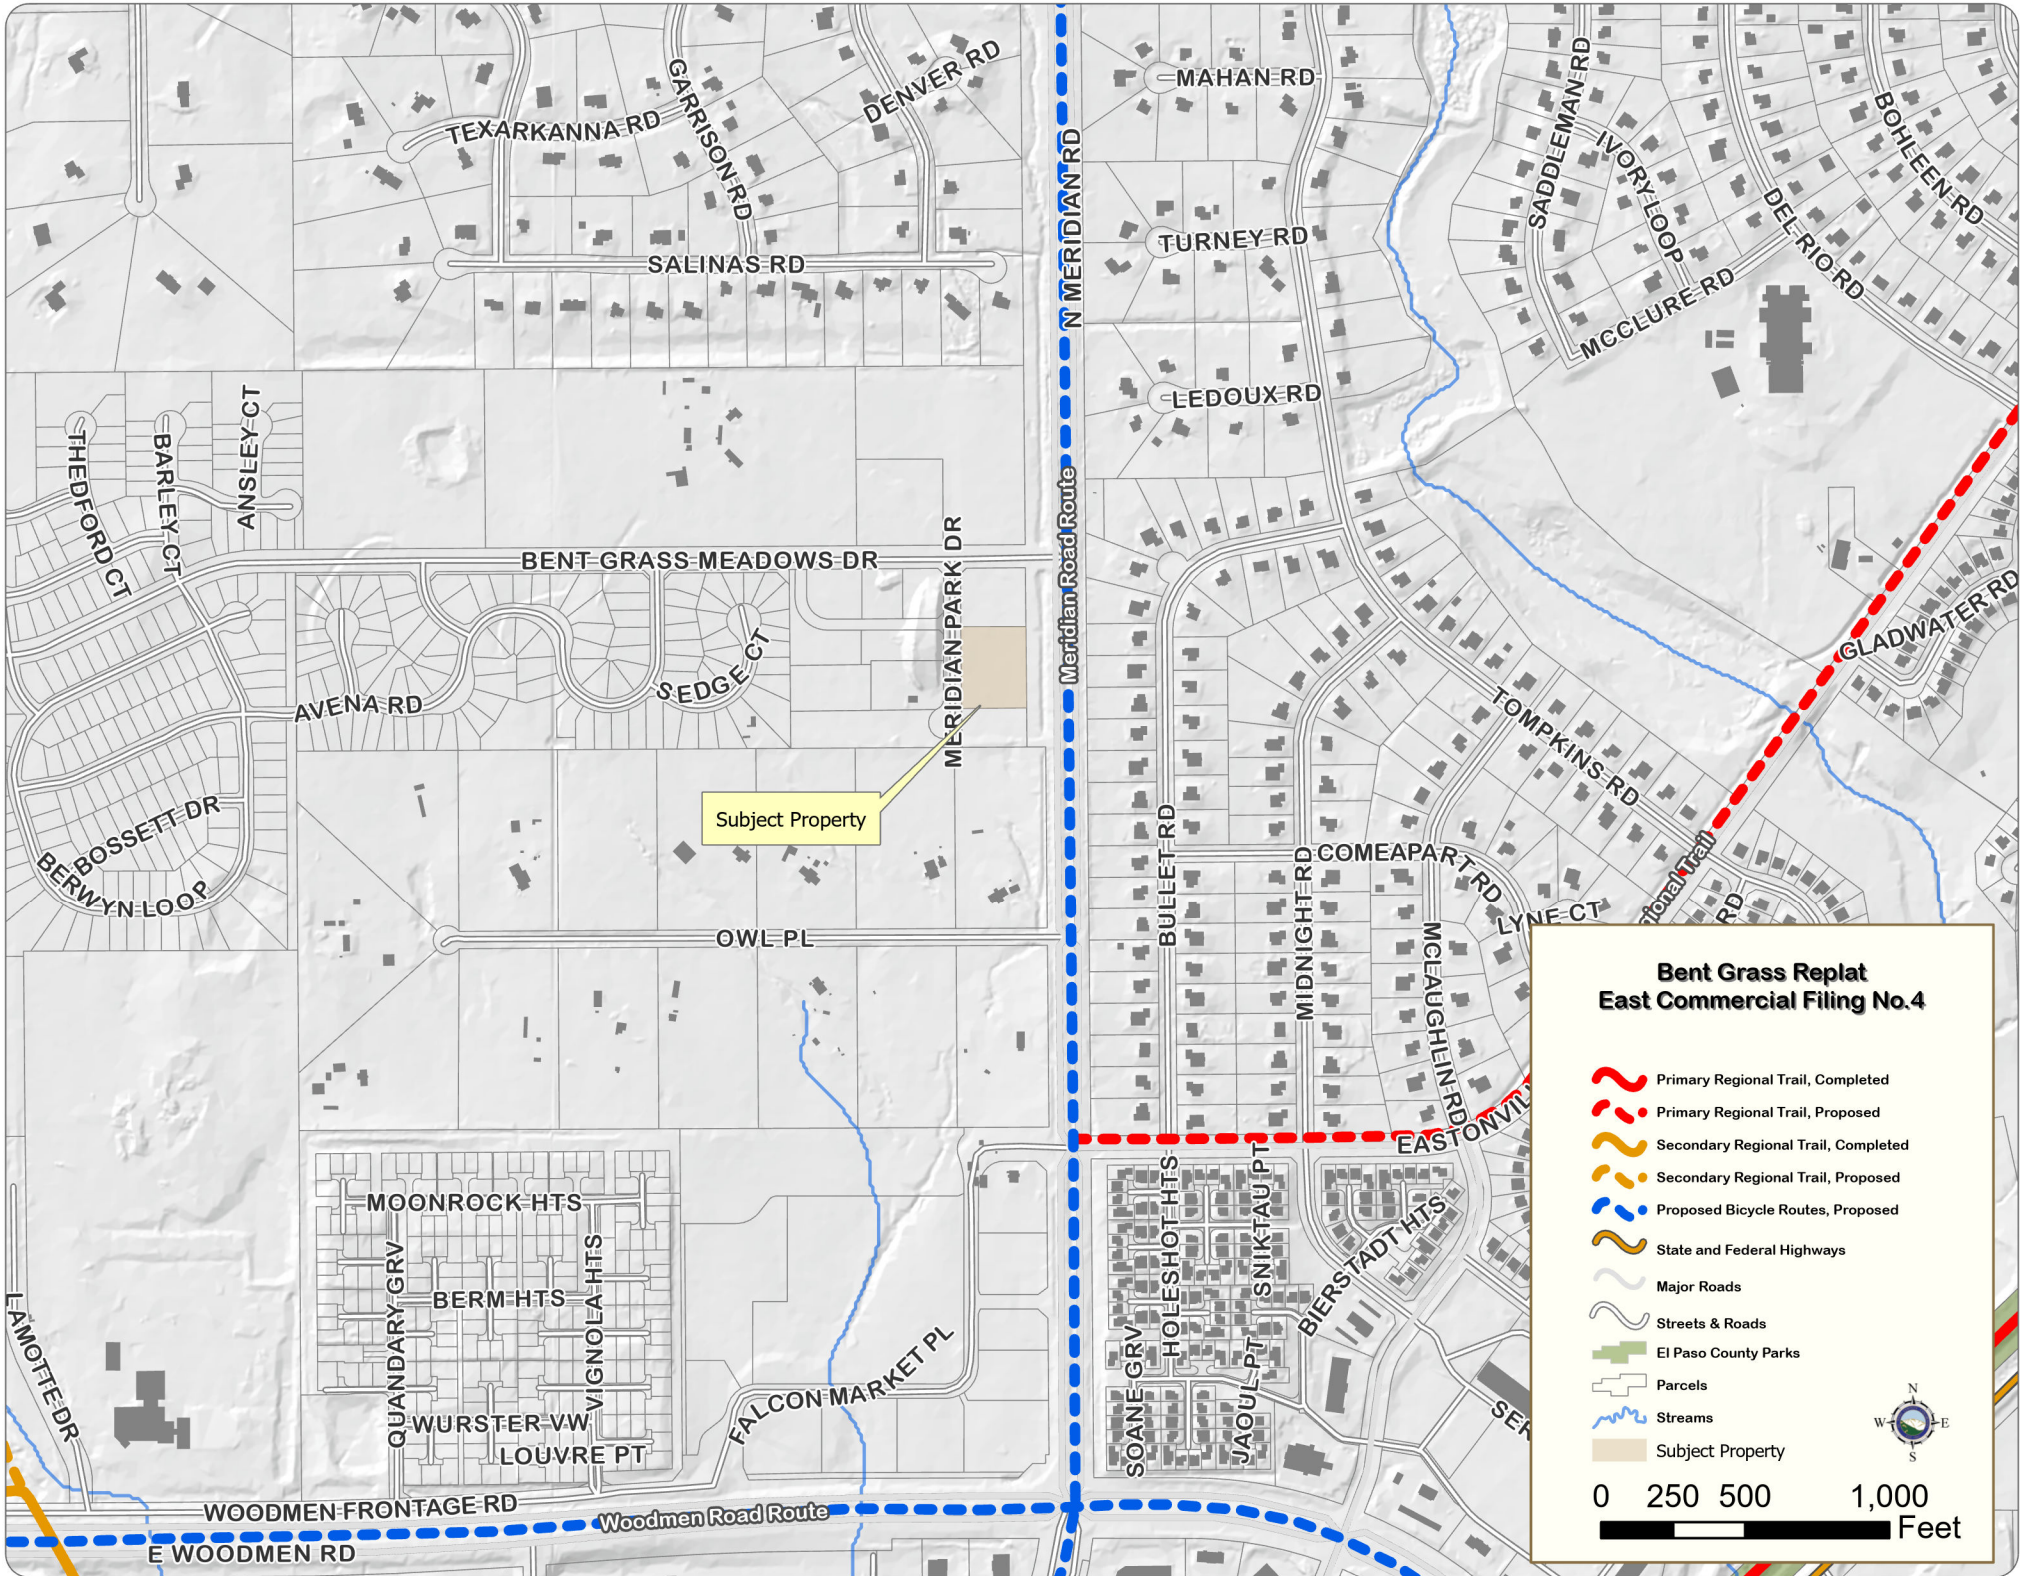 MAHAN RD
DENVER RD
GARRISON RD
TEXARKANNA RD
SADDLEMAN RD
IVORY LOOP
BOHLEEN RD
N MERIDIAN RD
TURNEY RD
DEL RIO RD
SALINAS RD
MCCLURE RD
LEDOUX RD
THEDFORD CT
BARLEY CT
ANSLEY CT
Meridian Road Route
BENT GRASS MEADOWS DR
MERIDIAN PARK DR
GLADWATER RD
SEDGE CT
AVENA RD
TOMPKINS RD
Subject Property
BOSSETT DR
BERWYN LOOP
BULLET RD
MIDNIGHT RD
COMEAPART RD
LYNE CT
MCLAUGHLIN RD
gional Trail
RD
OWL PL
EASTONVIL
MOONROCK HTS
QUANDARY GRV
BERM HTS
VIGNOLA HTS
WURSTER VW
LOUVRE PT
FALCON MARKET PL
HOLESHOT HTS
SNIKTAU PT
BIERSTADT HTS
SOANE GRV
JAOUL PT
SER
LAMOTTE DR
WOODMEN FRONTAGE RD
Woodmen Road Route
E WOODMEN RD
Bent Grass Replat
East Commercial Filing No.4
Primary Regional Trail, Completed
Primary Regional Trail, Proposed
Secondary Regional Trail, Completed
Secondary Regional Trail, Proposed
Proposed Bicycle Routes, Proposed
State and Federal Highways
Major Roads
Streets & Roads
El Paso County Parks
Parcels
Streams
Subject Property
N
W E
S
0 250 500 1,000
Feet